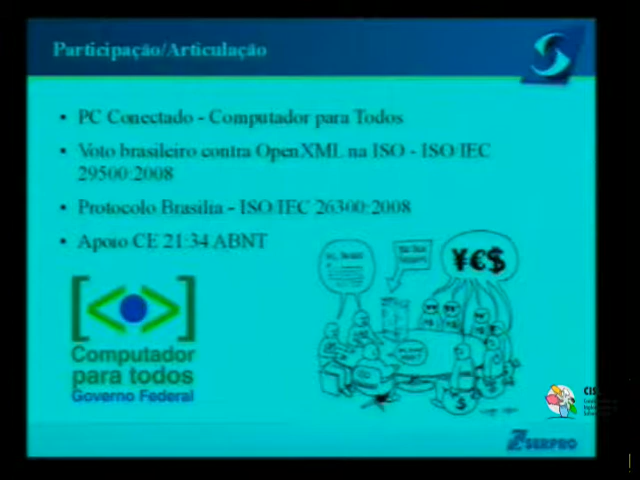 Participação/Articulação
• PC Conectado - Computador para Todos
• Voto brasileiro contra OpenXML na ISO - ISO/IEC
29500:2008
• Protocolo Brasília - ISO/IEC 26300:2008
• Apoio CE 21:34 ABNT
¥€$
[<>]
Computador
para todos
Governo Federal
$
CIS
SERPRO